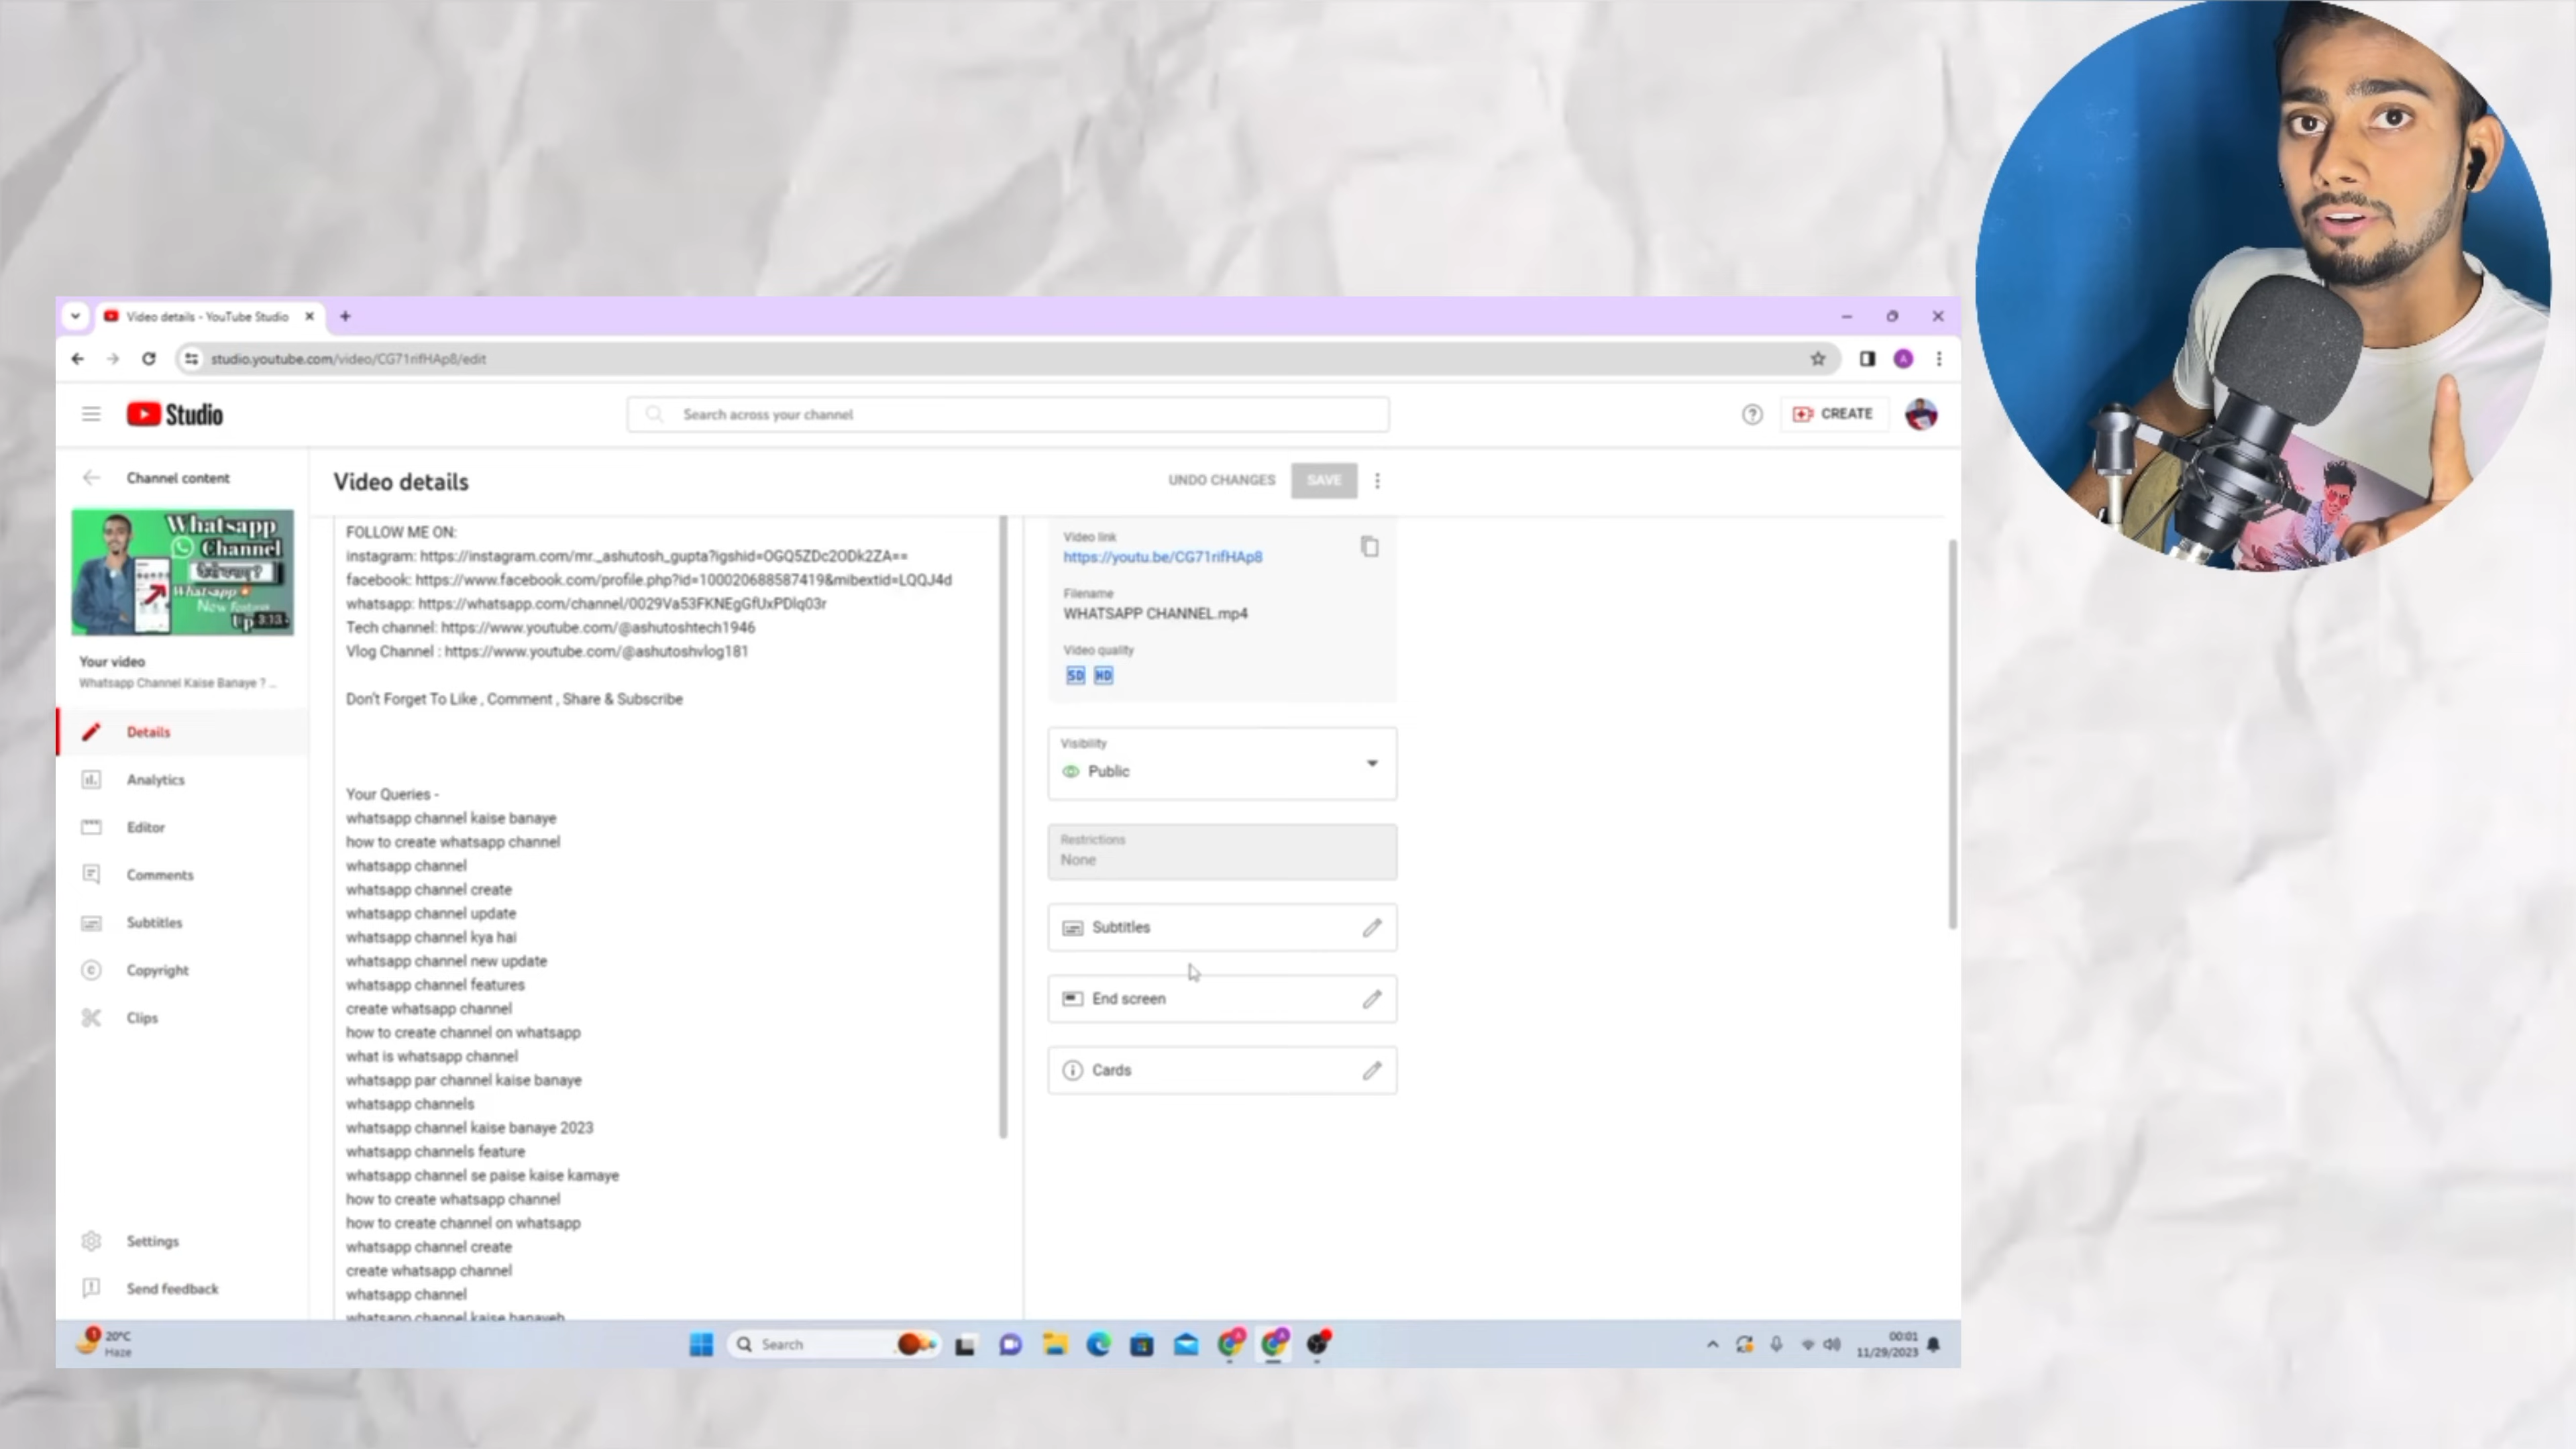 Video details - YouTube Studio
studio.youtube.com/video/CG71rifHAp8/edit
Studio
Search across your channel
CREATE
Channel content
Video details
UNDO CHANGES
SAVE
Whatsapp
Channel
Whatsapp
New
Up
3:13
Your video
Whatsapp Channel Kaise Banaye ? ...
Details
Analytics
Editor
Comments
Subtitles
Copyright
Clips
Settings
Send feedback
FOLLOW ME ON:
instagram: https://instagram.com/mr._ashutosh_gupta?igshid=OGQ5ZDc2ODk2ZA==
facebook: https://www.facebook.com/profile.php?id=100020688587419&mibextid=LQQJ4d
whatsapp: https://whatsapp.com/channel/0029Va53FKNEgGfUxPDlq03r
Tech channel: https://www.youtube.com/@ashutoshtech1946
Vlog Channel : https://www.youtube.com/@ashutoshvlog181
Don't Forget To Like , Comment , Share & Subscribe
Your Queries -
whatsapp channel kaise banaye
how to create whatsapp channel
whatsapp channel
whatsapp channel create
whatsapp channel update
whatsapp channel kya hai
whatsapp channel new update
whatsapp channel features
create whatsapp channel
how to create channel on whatsapp
what is whatsapp channel
whatsapp par channel kaise banaye
whatsapp channels
whatsapp channel kaise banaye 2023
whatsapp channels feature
whatsapp channel se paise kaise kamaye
how to create whatsapp channel
how to create channel on whatsapp
whatsapp channel create
create whatsapp channel
whatsapp channel
whatsapp channel kaise banayeh
Video link
https://youtu.be/CG71rifHAp8
Filename
WHATSAPP CHANNEL.mp4
Video quality
SD HD
Visibility
Public
Restrictions
None
Subtitles
End screen
Cards
1
20°C
Haze
Search
00:01
11/29/2023